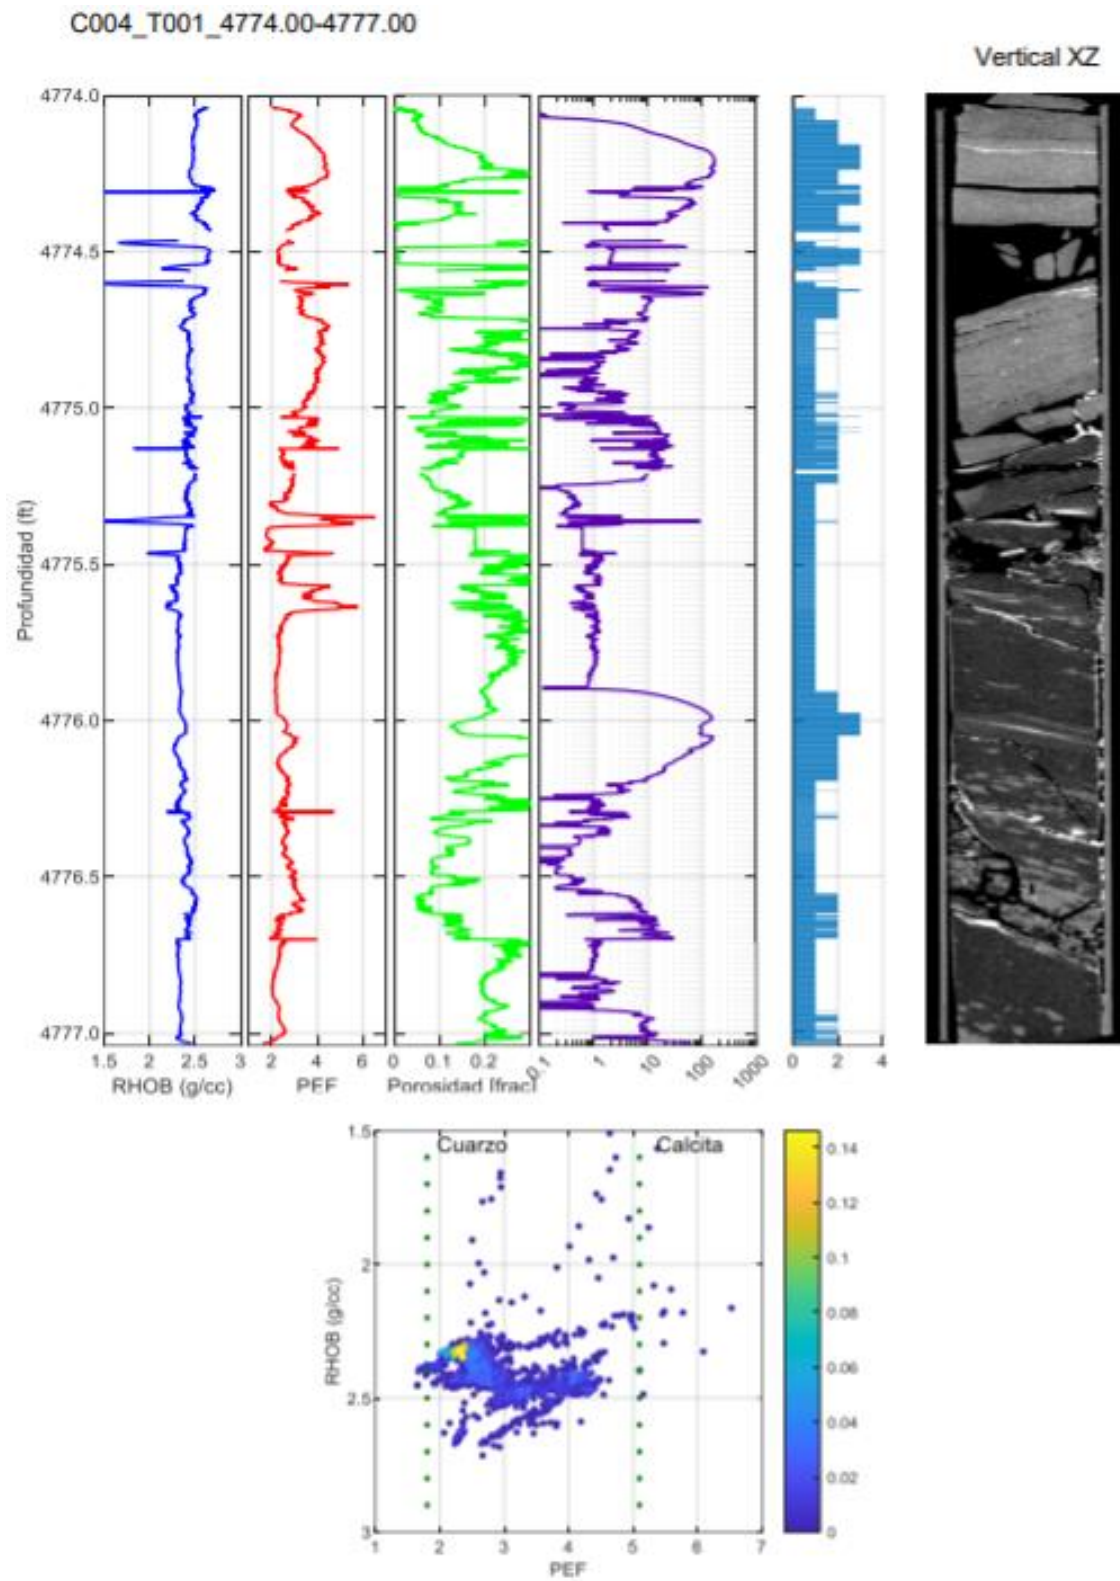 C004_T001_4774.00-4777.00
Vertical XZ
4774.0
4774.5
4775.0
4775.5
4776.0
4776.5
4777.0
Profundidad (ft)
1.5 2 2.5 3
RHOB (g/cc)
2 4 6
PEF
0 0.1 0.2
Porosidad [frac]
0.1 1 10 100 1000
0 2 4
Cuarzo Calcita
1.5
2
2.5
3
RHOB (g/cc)
1 2 3 4 5 6 7
PEF
0.14
0.12
0.1
0.08
0.06
0.04
0.02
0